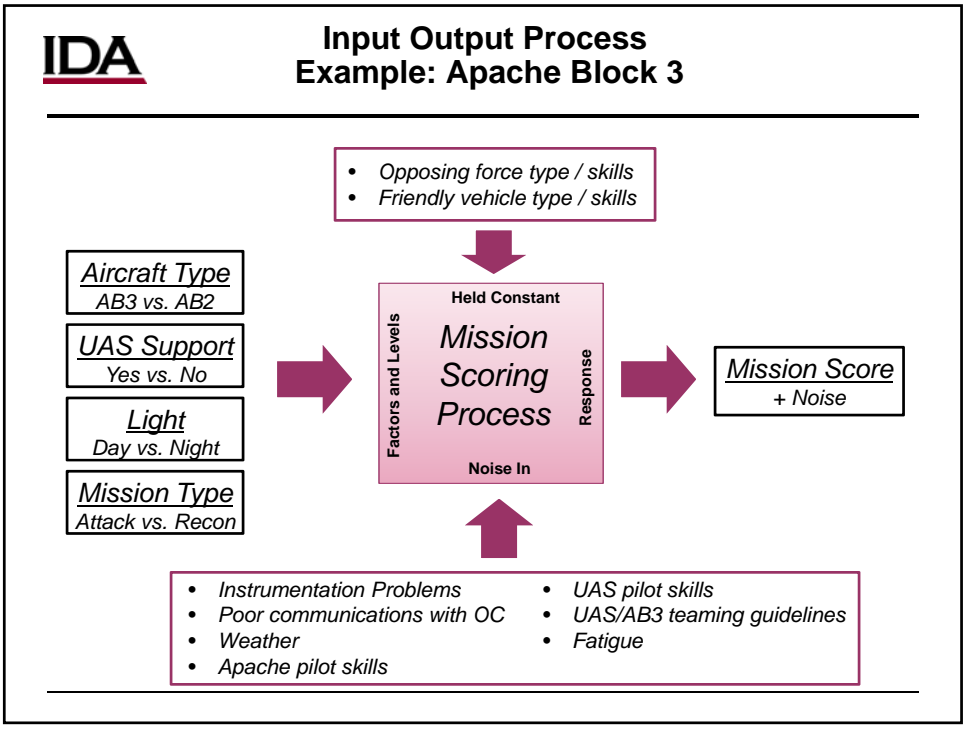 IDA
Input Output Process
Example: Apache Block 3
• Opposing force type / skills
• Friendly vehicle type / skills
Aircraft Type
AB3 vs. AB2
UAS Support
Yes vs. No
Light
Day vs. Night
Mission Type
Attack vs. Recon
Held Constant
Factors and Levels
Mission
Scoring
Process
Response
Noise In
Mission Score
+ Noise
• Instrumentation Problems
• Poor communications with OC
• Weather
• Apache pilot skills
• UAS pilot skills
• UAS/AB3 teaming guidelines
• Fatigue